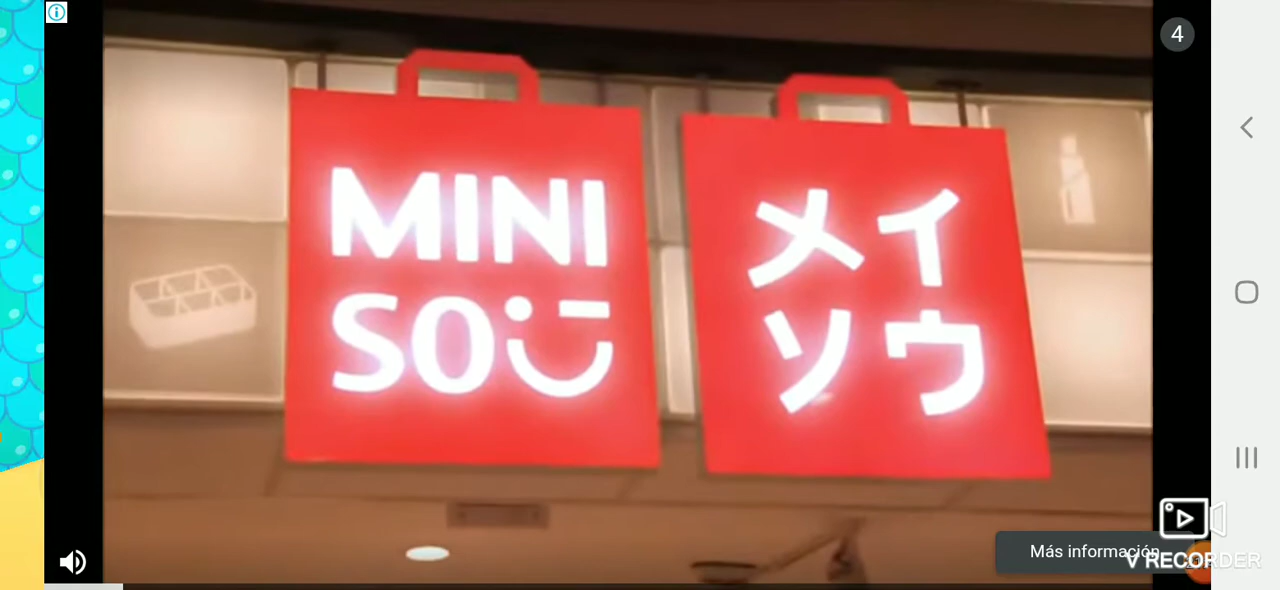 4
MINI
SO
メイ
ソウ
Más información
V RECORDER